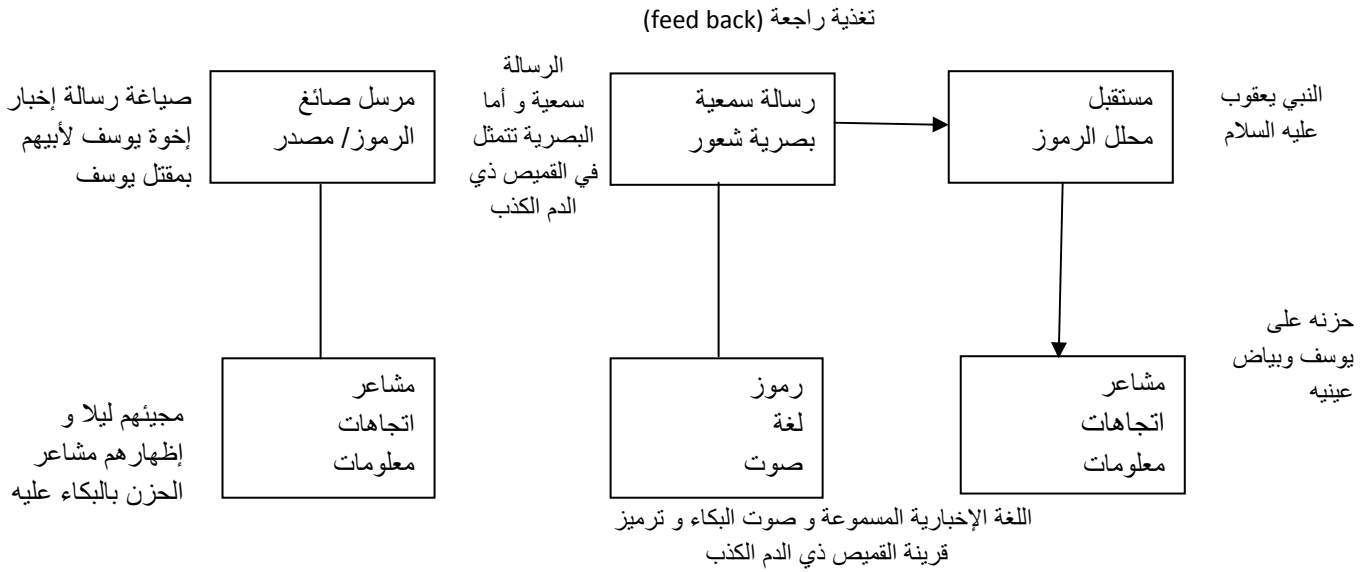 تغذية راجعة (feed back)
النبي يعقوب
عليه السلام
مستقبل
محلل الرموز
رسالة سمعية
بصرية شعور
الرسالة
سمعية و أما
البصرية تتمثل
في القميص ذي
الدم الكذب
مرسل صائغ
الرموز/ مصدر
صياغة رسالة إخبار
إخوة يوسف لأبيهم
بمقتل يوسف
حزنه على
يوسف وبياض
عينيه
مشاعر
اتجاهات
معلومات
رموز
لغة
صوت
مشاعر
اتجاهات
معلومات
مجيئهم ليلا و
إظهارهم مشاعر
الحزن بالبكاء عليه
اللغة الإخبارية المسموعة و صوت البكاء و ترميز
قرينة القميص ذي الدم الكذب